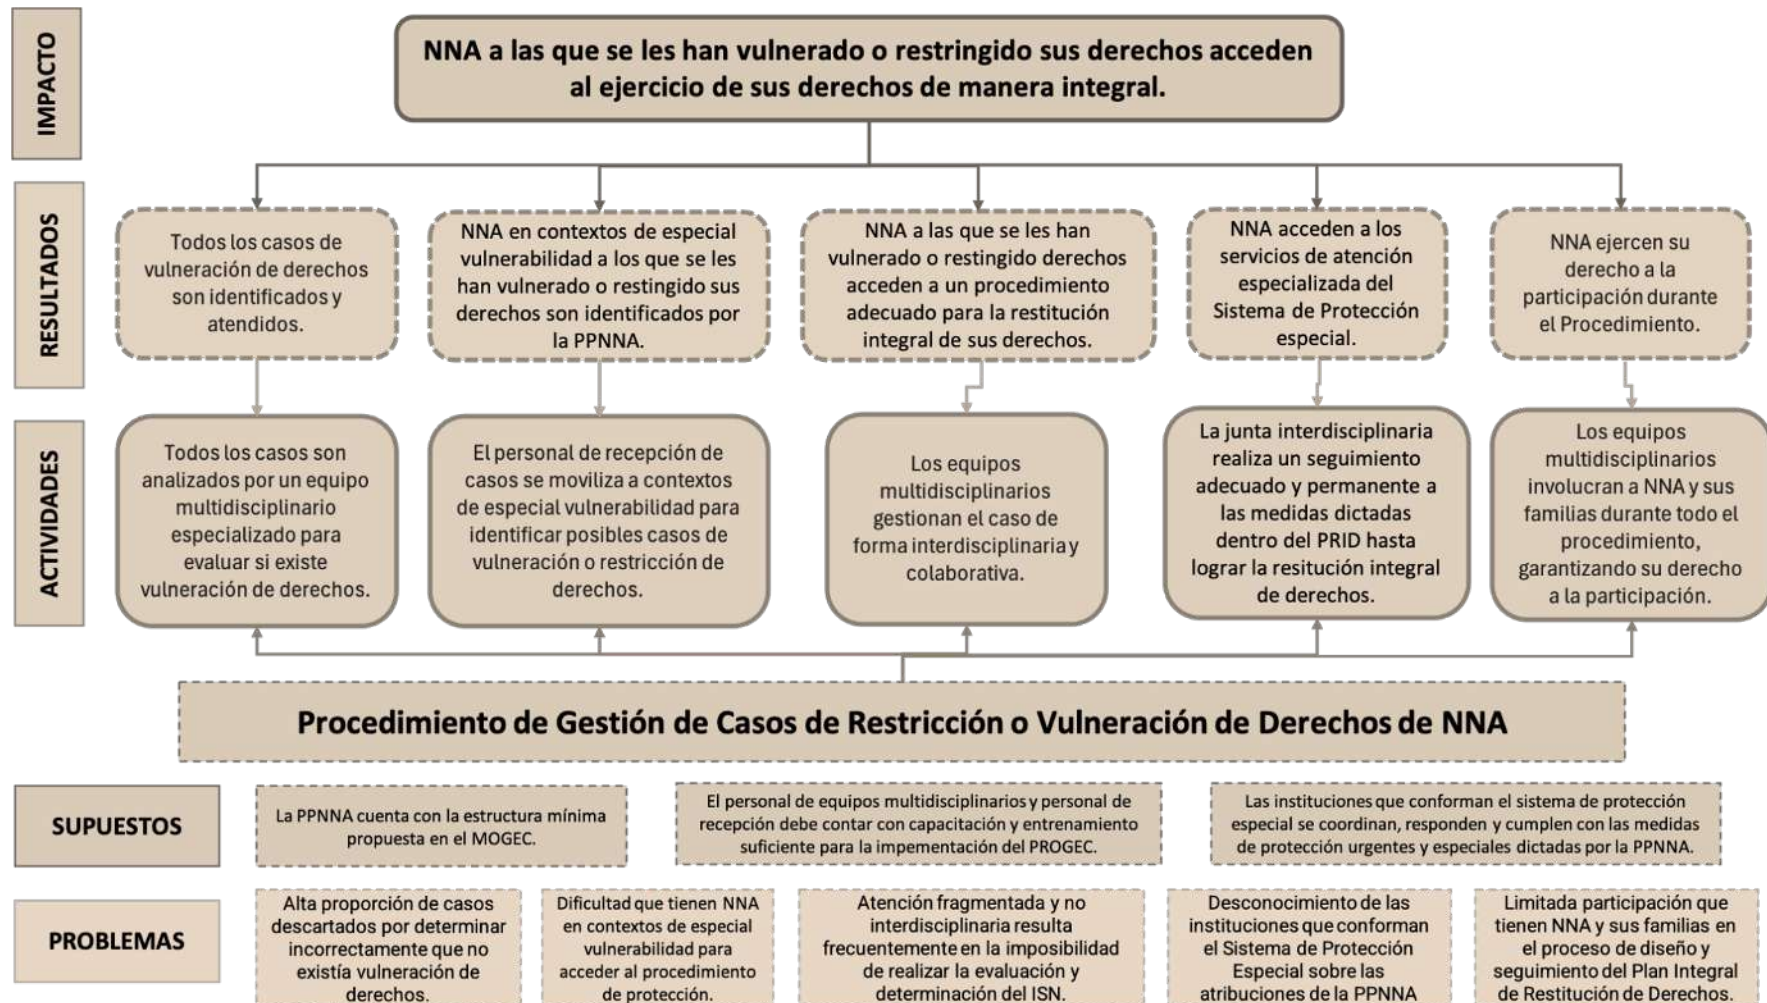 IMPACTO
NNA a las que se les han vulnerado o restringido sus derechos acceden
al ejercicio de sus derechos de manera integral.
RESULTADOS
Todos los casos de
vulneración de derechos
son identificados y
atendidos.
NNA en contextos de especial
vulnerabilidad a los que se les
han vulnerado o restingido sus
derechos son identificados por
la PPNNA.
NNA a las que se les han
vulnerado o restingido derechos
acceden a un procedimiento
adecuado para la restitución
integral de sus derechos.
NNA acceden a los
servicios de atención
especializada del
Sistema de Protección
especial.
NNA ejercen su
derecho a la
participación durante
el Procedimiento.
ACTIVIDADES
Todos los casos son
analizados por un equipo
multidisciplinario
especializado para
evaluar si existe
vulneración de derechos.
El personal de recepción de
casos se moviliza a contextos
de especial vulnerabilidad para
identificar posibles casos de
vulneración o restricción de
derechos.
Los equipos
multidisciplinarios
gestionan el caso de
forma interdisciplinaria y
colaborativa.
La junta interdisciplinaria
realiza un seguimiento
adecuado y permanente a
las medidas dictadas
dentro del PRID hasta
lograr la resitución integral
de derechos.
Los equipos
multidisciplinarios
involucran a NNA y sus
familias durante todo el
procedimiento,
garantizando su derecho
a la participación.
Procedimiento de Gestión de Casos de Restricción o Vulneración de Derechos de NNA
SUPUESTOS
La PPNNA cuenta con la estructura mínima
propuesta en el MOGEC.
El personal de equipos multidisciplinarios y personal de
recepción debe contar con capacitación y entrenamiento
suficiente para la impementación del PROGEC.
Las instituciones que conforman el sistema de protección
especial se coordinan, responden y cumplen con las medidas
de protección urgentes y especiales dictadas por la PPNNA.
PROBLEMAS
Alta proporción de casos
descartados por determinar
incorrectamente que no
existía vulneración de
derechos.
Dificultad que tienen NNA
en contextos de especial
vulnerabilidad para
acceder al procedimiento
de protección.
Atención fragmentada y no
interdisciplinaria resulta
frecuentemente en la imposibilidad
de realizar la evaluación y
determinación del ISN.
Desconocimiento de las
instituciones que conforman
el Sistema de Protección
Especial sobre las
atribuciones de la PPNNA
Limitada participación que
tienen NNA y sus familias en
el proceso de diseño y
seguimiento del Plan Integral
de Restitución de Derechos.